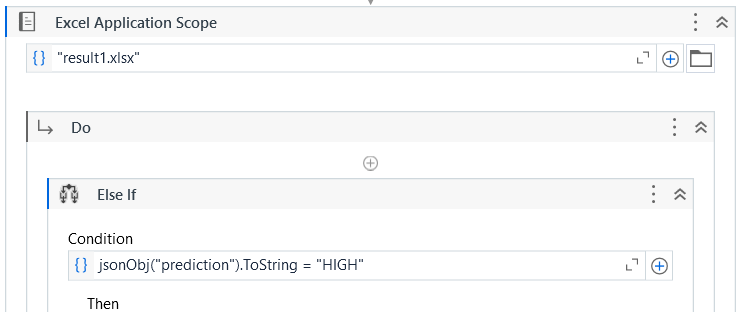 Excel Application Scope
{} "result1.xlsx"
Do
Else If
Condition
{} jsonObj("prediction").ToString = "HIGH"
Then